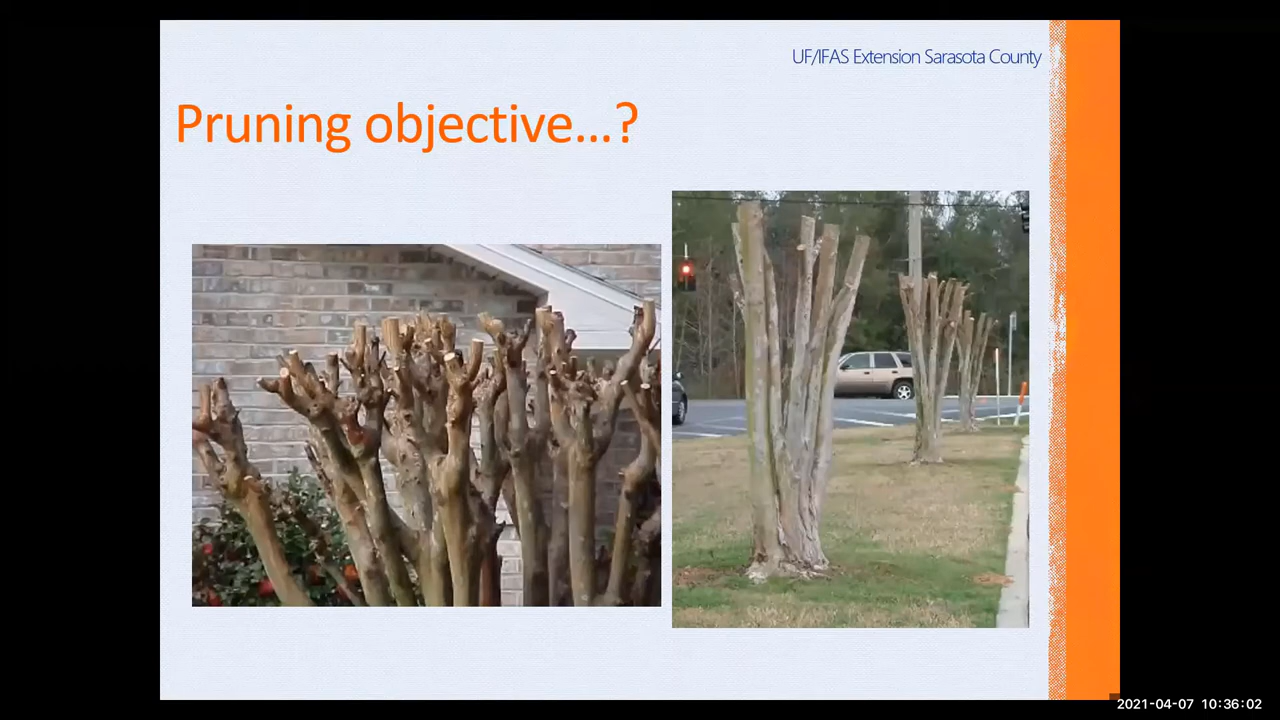 UF/IFAS Extension Sarasota County
Pruning objective…?
2021-04-07 10:36:02